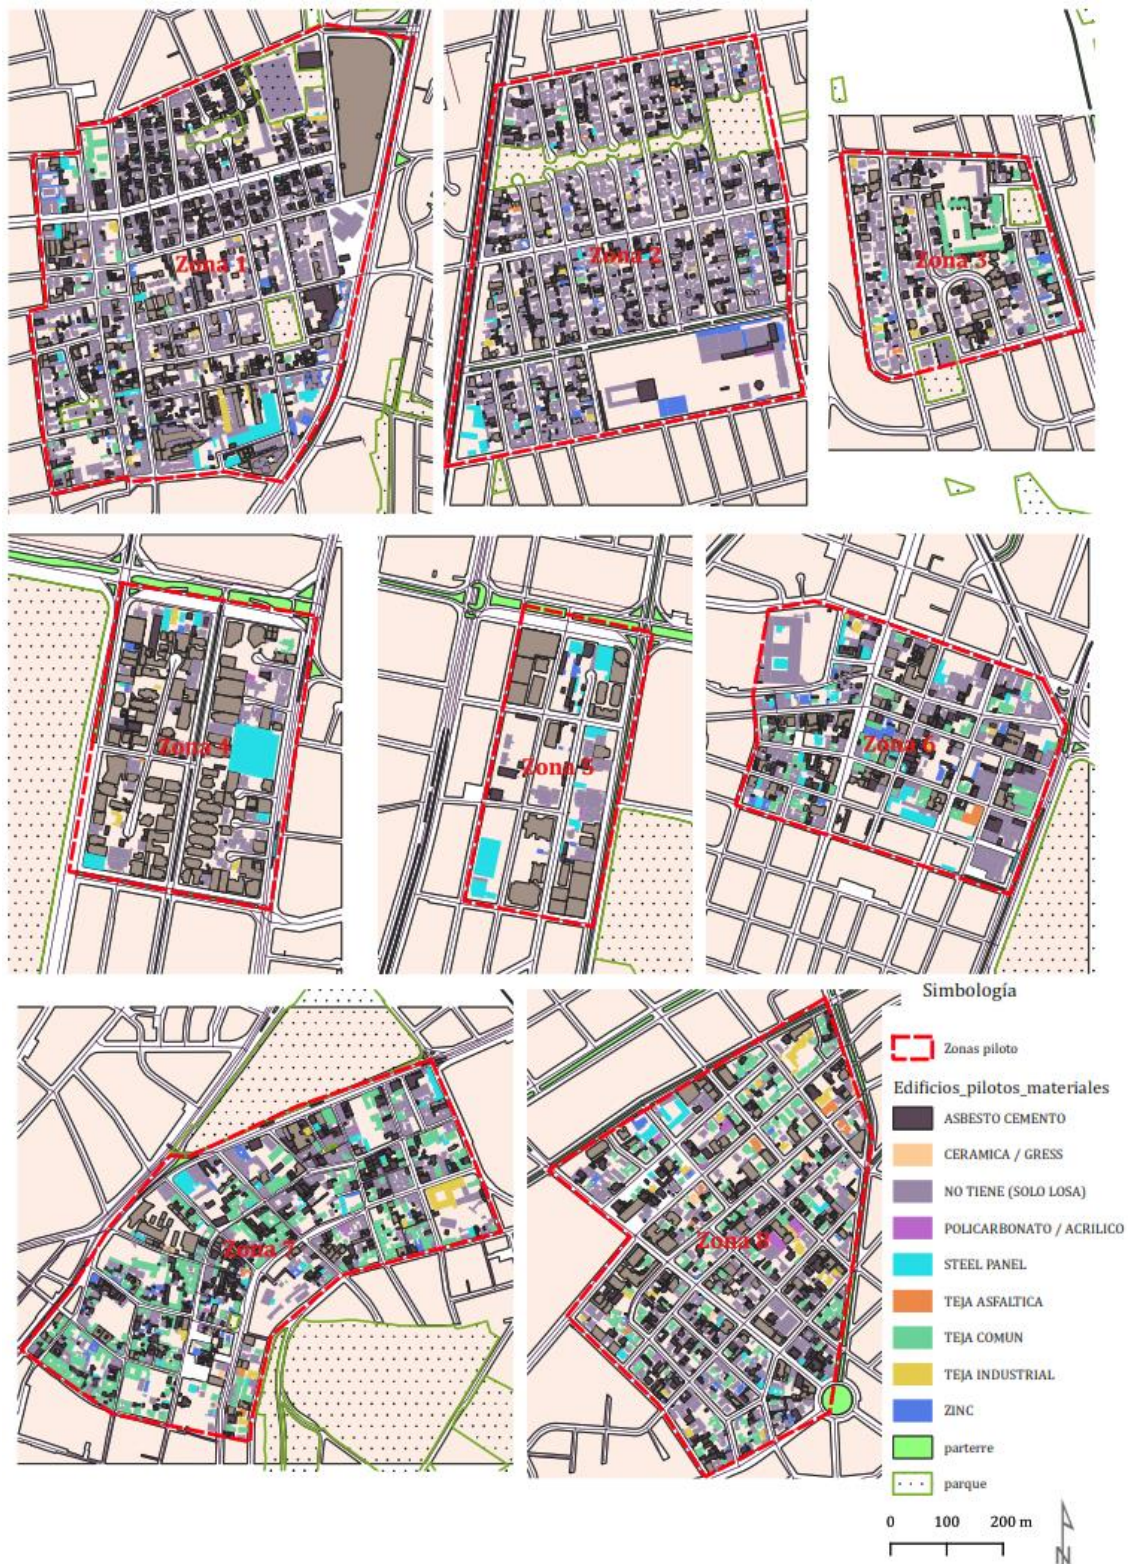 Zona 1
Zona 2
Zona 3
Zona 4
Zona 5
Zona 6
Zona 7
Zona 8
Simbología
Zonas piloto
Edificios_pilotos_materiales
ASBESTO CEMENTO
CERAMICA / GRESS
NO TIENE (SOLO LOSA)
POLICARBONATO / ACRILICO
STEEL PANEL
TEJA ASFALTICA
TEJA COMUN
TEJA INDUSTRIAL
ZINC
parterre
parque
0 100 200 m
N